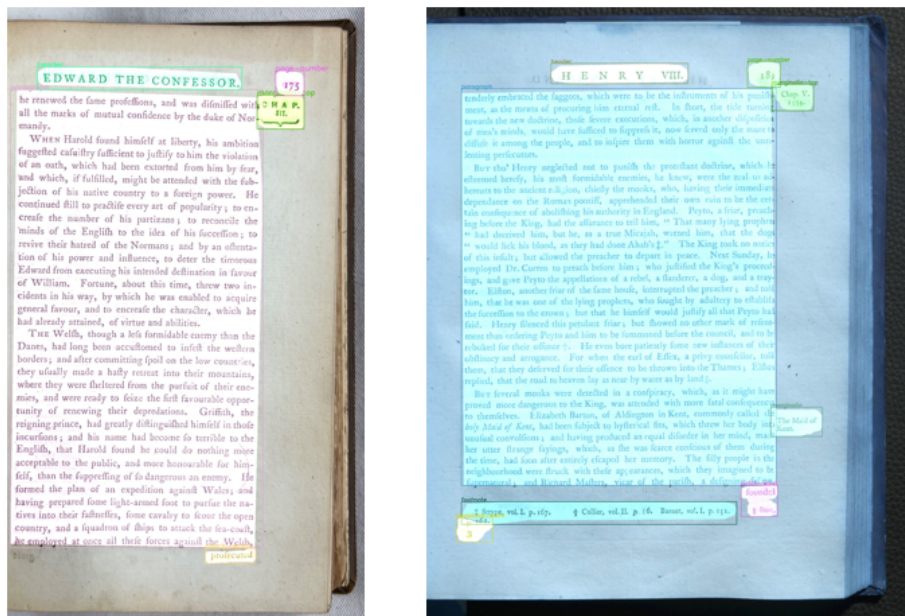 EDWARD THE CONFESSOR.
175
he renewed the ſame profeſſions, and was diſmiſſed with
CHAP.
III.
all the marks of mutual confidence by the duke of Nor-
mandy.
WHEN Harold found himſelf at liberty, his ambition
ſuggeſted caſuiſtry ſufficient to juſtify to him the violation
of an oath, which had been extorted from him by fear,
and which, if fulfilled, might be attended with the ſub-
jection of his native country to a foreign power. He
continued ſtill to practiſe every art of popularity; to en-
creaſe the number of his partizans; to reconcile the
minds of the Engliſh to the idea of his ſucceſſion; to
revive their hatred of the Normans; and by an oſtenta-
tion of his power and influence, to deter the timorous
Edward from executing his intended deſtination in favour
of William. Fortune, about this time, threw two in-
cidents in his way, by which he was enabled to acquire
general favour, and to encreaſe the character, which he
had already attained, of virtue and abilities.
THE Welſh, though a leſs formidable enemy than the
Danes, had long been accuſtomed to infeſt the weſtern
borders; and after committing ſpoil on the low countries,
they uſually made a haſty retreat into their mountains,
where they were ſheltered from the purſuit of their ene-
mies, and were ready to ſeize the firſt favourable oppor-
tunity of renewing their depredations. Griffith, the
reigning prince, had greatly diſtinguiſhed himſelf in thoſe
incurſions; and his name had become ſo terrible to the
Engliſh, that Harold found he could do nothing more
acceptable to the public, and more honourable for him-
ſelf, than the ſuppreſſing of ſo dangerous an enemy. He
formed the plan of an expedition againſt Wales; and
having prepared ſome light-armed foot to purſue the na-
tives into their faſtneſſes, ſome cavalry to ſcour the open
country, and a ſquadron of ſhips to attack the ſea-coaſt,
he employed at once all theſe forces againſt the Welſh,
proſecuted
HENRY VIII.
Chap. V.
tenderly embraced the faggots, which were to be the inſtruments of his puniſh-
ment, as the means of procuring him eternal reſt. In ſhort, the tide turning
towards the new doctrine, thoſe ſevere executions, which, in another diſpoſition
of men's minds, would have ſufficed to ſuppreſs it, now ſerved only the more to
diffuſe it among the people, and to inſpire them with horror againſt the unre-
lenting perſecutors.
BUT tho' Henry neglected not to puniſh the proteſtant doctrine, which he
eſteemed hereſy, his moſt formidable enemies, he knew, were the zealous ad-
herents to the ancient religion, chiefly the monks, who, having their immediate
dependance on the Roman pontiff, apprehended their own ruin to be the cer-
tain conſequence of aboliſhing his authority in England. Peyto, a friar, preach-
ing before the King, had the aſſurance to tell him, "That many lying prophets
"had deceived him, but he, as a true Micajah, warned him, that the dogs
"would lick his blood, as they had done Ahab's‡." The King took no notice
of this inſult; but allowed the preacher to depart in peace. Next Sunday, he
employed Dr. Corren to preach before him; who juſtified the King's proceed-
ings, and gave Peyto the appellations of a rebel, a ſlanderer, a dog, and a tray-
tor. Elſton, another friar of the ſame houſe, interrupted the preacher; and told
him, that he was one of the lying prophets, who ſought by adultery to eſtabliſh
the ſucceſſion to the crown; but that he himſelf would juſtify all that Peyto had
ſaid. Henry ſilenced this petulant friar; but ſhowed no other mark of reſent-
ment than ordering Peyto and him to be ſummoned before the council, and to be
rebuked for their offence †. He even bore patiently ſome new inſtances of their
obſtinacy and arrogance. For when the earl of Eſſex, a privy counſellor, told
them, that they deſerved for their offence to be thrown into the Thames; Elſton
replied, that the road to heaven lay as near by water as by land ‡.
BUT ſeveral monks were detected in a conſpiracy, which, as it might have
proved more dangerous to the King, was attended with more fatal conſequences
to themſelves. Elizabeth Barton, of Aldington in Kent, commonly called the
The Maid of
Kent.
holy Maid of Kent, had been ſubject to hyſterical fits, which threw her body into
unuſual convulſions; and having produced an equal diſorder in her mind, made
her utter ſtrange ſayings, which, as ſhe was ſcarce conſcious of them during
the time, had ſoon after entirely eſcaped her memory. The ſilly people in the
neighbourhood were ſtruck with theſe appearances, which they imagined to be
ſupernatural; and Richard Maſters, vicar of the pariſh, a deſigning fellow,
founded
‡ Strype, vol. I. p. 167. § Collier, vol. II. p. 86. Burnet, vol. I. p. 151.